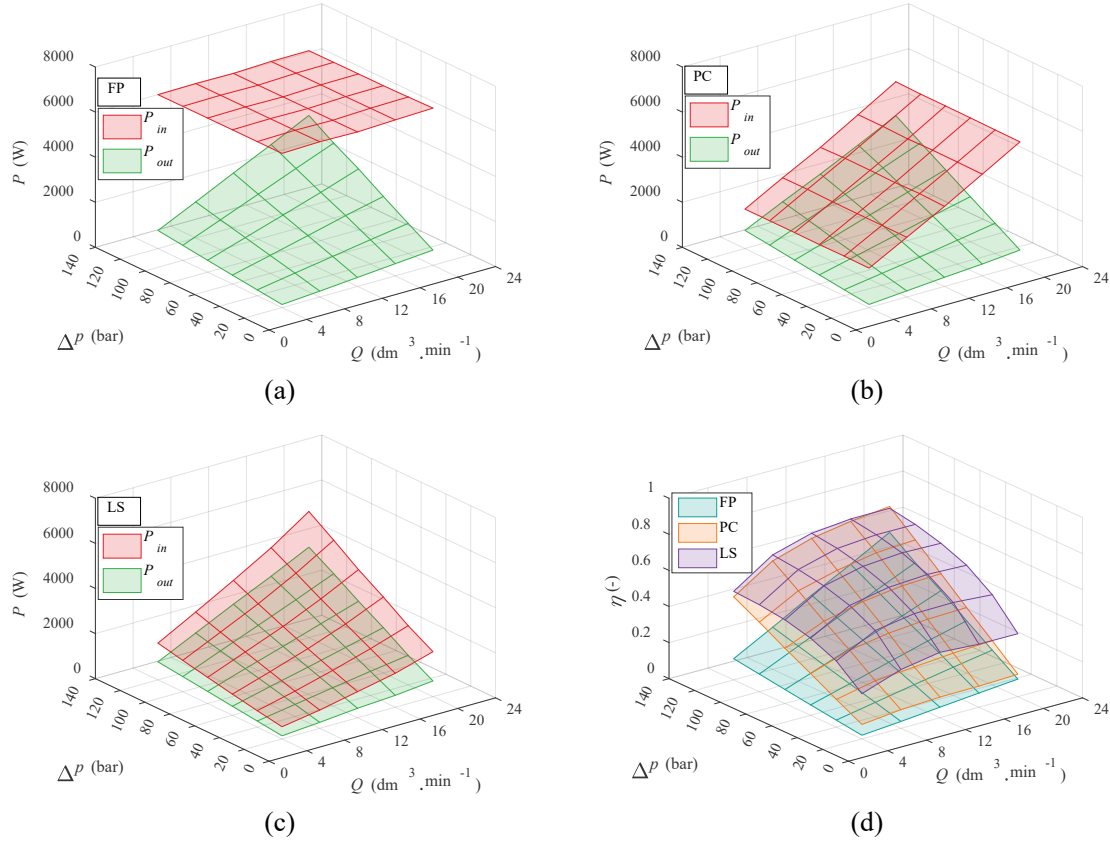 8000
6000
4000
2000
0
P (W)
FP
P in
P out
140
120
100
80
60
40
20
0
Δp (bar)
0
4
8
12
16
20
24
Q (dm 3 .min -1 )
(a)
8000
6000
4000
2000
0
P (W)
PC
P in
P out
140
120
100
80
60
40
20
0
Δp (bar)
0
4
8
12
16
20
24
Q (dm 3 .min -1 )
(b)
8000
6000
4000
2000
0
P (W)
LS
P in
P out
140
120
100
80
60
40
20
0
Δp (bar)
0
4
8
12
16
20
24
Q (dm 3 .min -1 )
(c)
1
0.8
0.6
0.4
0.2
0
η (-)
FP
PC
LS
140
120
100
80
60
40
20
0
Δp (bar)
0
4
8
12
16
20
24
Q (dm 3 .min -1 )
(d)